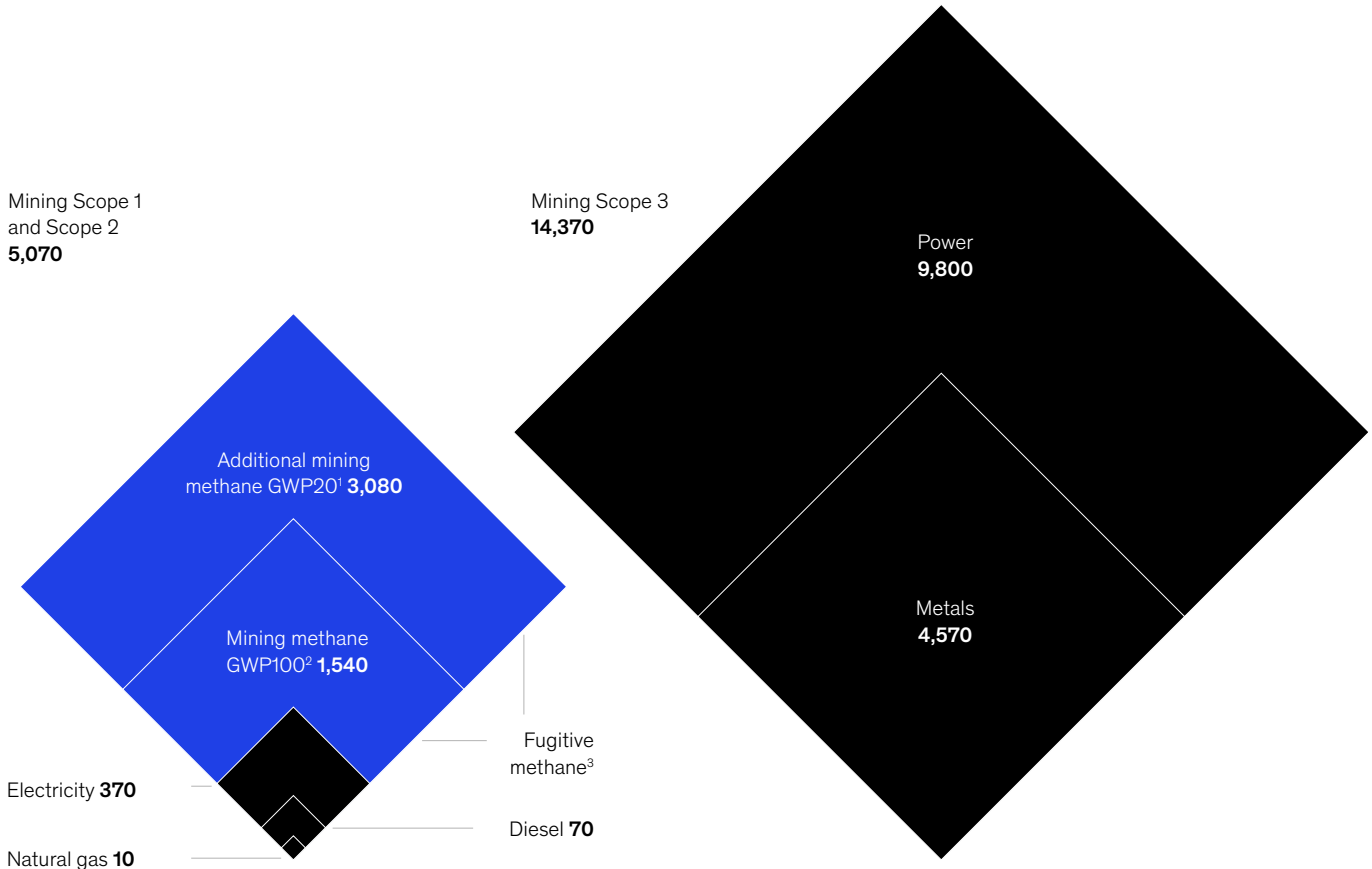 Mining Scope 1
and Scope 2
5,070
Mining Scope 3
14,370
Power
9,800
Additional mining
methane GWP20¹ 3,080
Mining methane
GWP100² 1,540
Metals
4,570
Fugitive
methane³
Electricity 370
Diesel 70
Natural gas 10